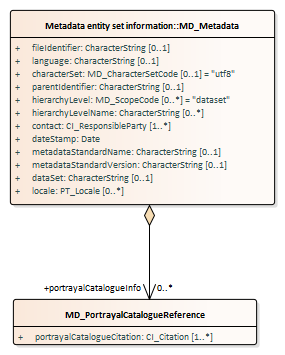 Metadata entity set information::MD_Metadata
+ fileIdentifier: CharacterString [0..1]
+ language: CharacterString [0..1]
+ characterSet: MD_CharacterSetCode [0..1] = "utf8"
+ parentIdentifier: CharacterString [0..1]
+ hierarchyLevel: MD_ScopeCode [0..*] = "dataset"
+ hierarchyLevelName: CharacterString [0..*]
+ contact: CI_ResponsibleParty [1..*]
+ dateStamp: Date
+ metadataStandardName: CharacterString [0..1]
+ metadataStandardVersion: CharacterString [0..1]
+ dataSet: CharacterString [0..1]
+ locale: PT_Locale [0..*]
+portrayalCatalogueInfo 0..*
MD_PortrayalCatalogueReference
+ portrayalCatalogueCitation: CI_Citation [1..*]